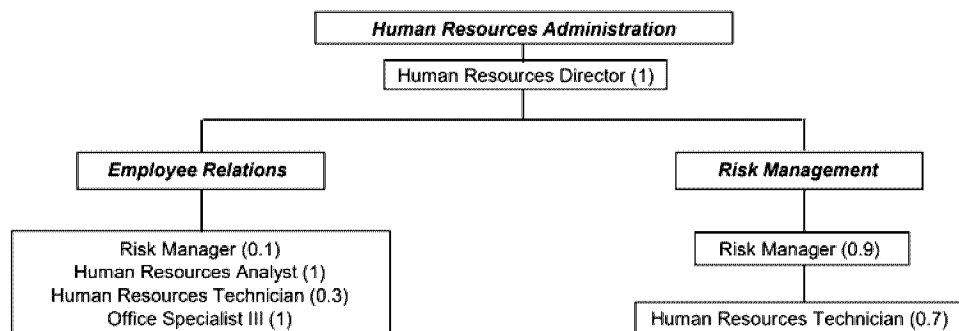 Human Resources Administration
Human Resources Director (1)
Employee Relations
Risk Management
Risk Manager (0.1)
Human Resources Analyst (1)
Human Resources Technician (0.3)
Office Specialist III (1)
Risk Manager (0.9)
Human Resources Technician (0.7)